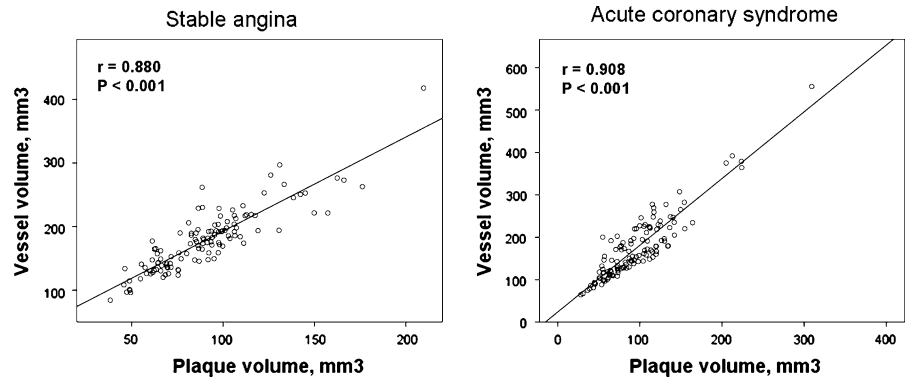 Stable angina
r = 0.880
P < 0.001
Vessel volume, mm3
400
300
200
100
50
100
150
200
Plaque volume, mm3
Acute coronary syndrome
r = 0.908
P < 0.001
Vessel volume, mm3
600
500
400
300
200
100
0
0
100
200
300
400
Plaque volume, mm3